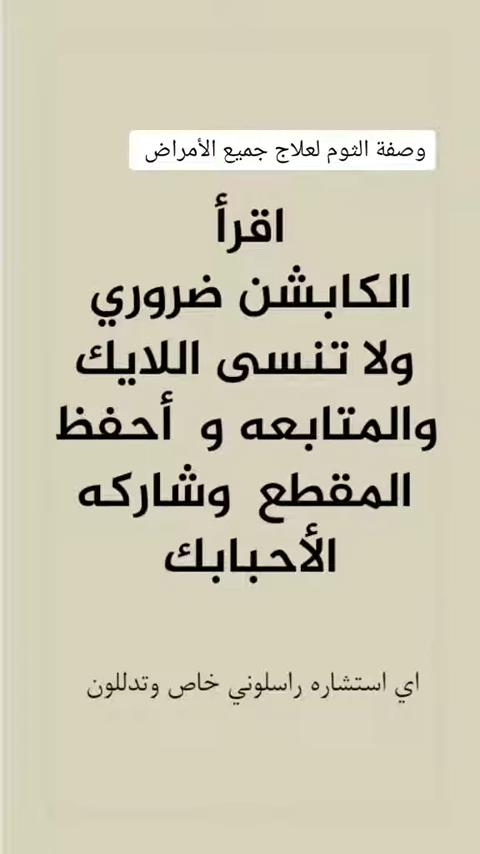 وصفة الثوم لعلاج جميع الأمراض
اقرأ
الكابشن ضروري
ولا تنسى اللايك
والمتابعه و أحفظ
المقطع وشاركه
الأحبابك
اي استشاره راسلوني خاص وتدللون